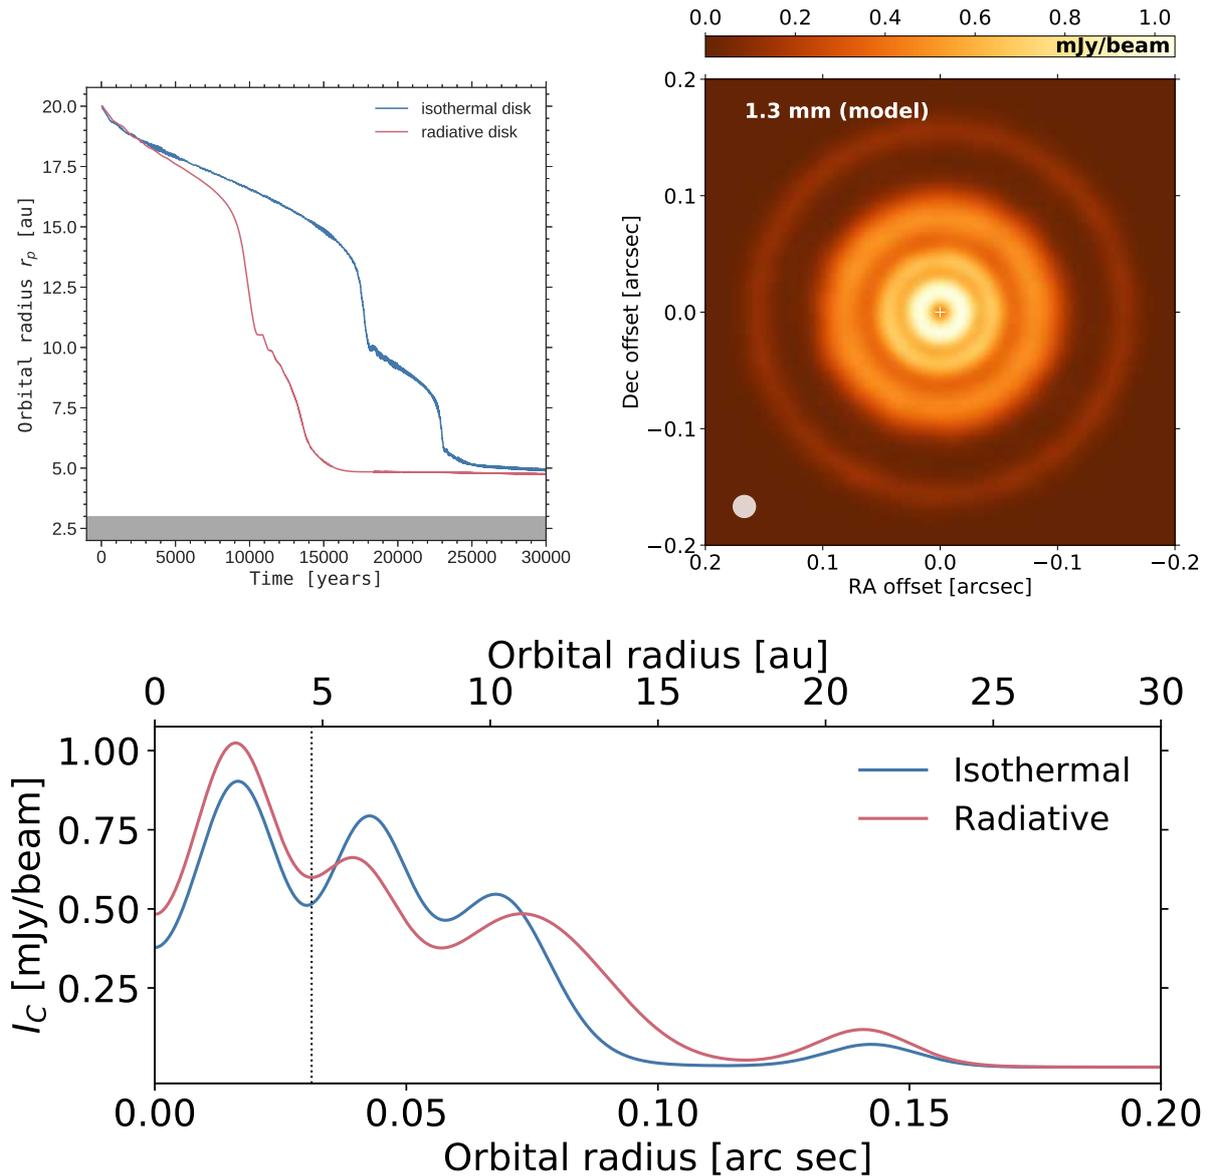 20.0
17.5
15.0
12.5
10.0
7.5
5.0
2.5
Orbital radius rp [au]
isothermal disk
radiative disk
0 5000 10000 15000 20000 25000 30000
Time [years]
0.0 0.2 0.4 0.6 0.8 1.0
mJy/beam
1.3 mm (model)
0.2
0.1
0.0
−0.1
−0.2
Dec offset [arcsec]
0.2 0.1 0.0 −0.1 −0.2
RA offset [arcsec]
Orbital radius [au]
0 5 10 15 20 25 30
1.00
0.75
0.50
0.25
IC [mJy/beam]
Isothermal
Radiative
0.00 0.05 0.10 0.15 0.20
Orbital radius [arc sec]